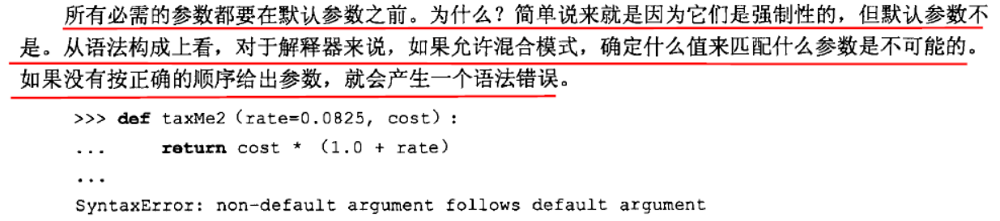 所有必需的参数都要在默认参数之前。为什么？简单说来就是因为它们是强制性的，但默认参数不
是。从语法构成上看，对于解释器来说，如果允许混合模式，确定什么值来匹配什么参数是不可能的。
如果没有按正确的顺序给出参数，就会产生一个语法错误。
>>> def taxMe2 (rate=0.0825, cost):
...     return cost * (1.0 + rate)
...
SyntaxError: non-default argument follows default argument